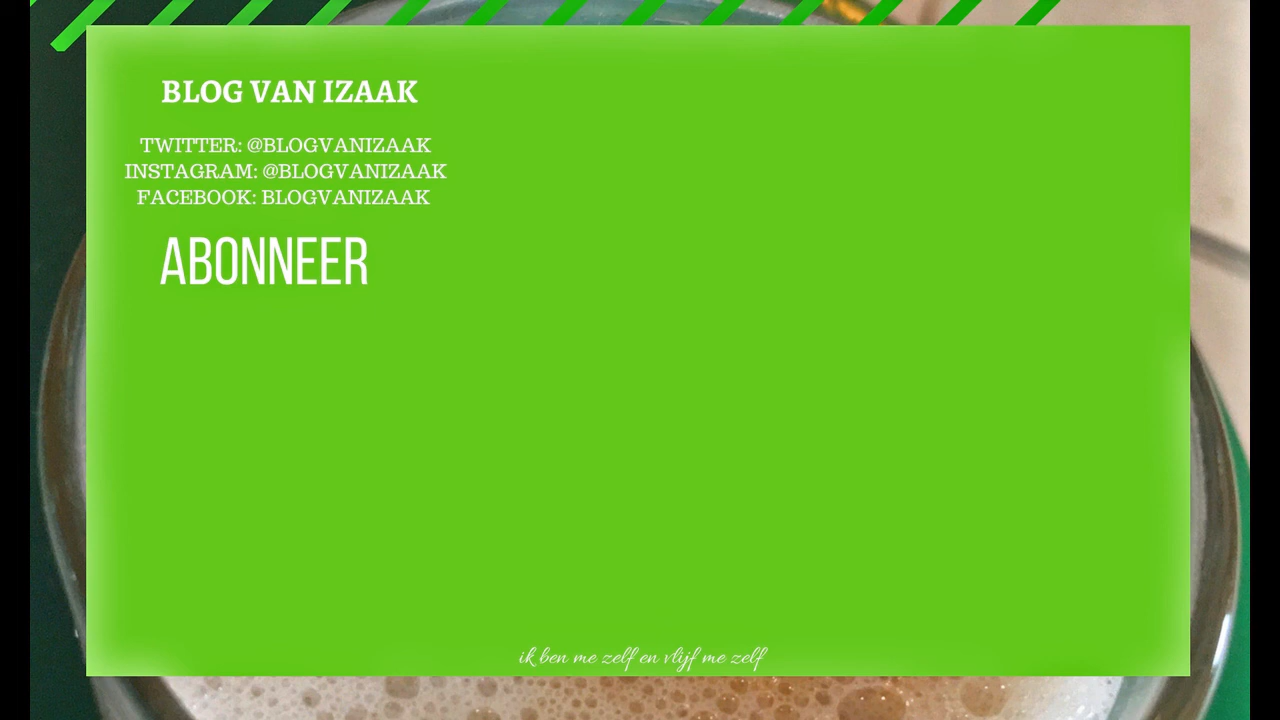 BLOG VAN IZAAK
TWITTER: @BLOGVANIZAAK
INSTAGRAM: @BLOGVANIZAAK
FACEBOOK: BLOGVANIZAAK
ABONNEER
ik ben me zelf en vlijf me zelf